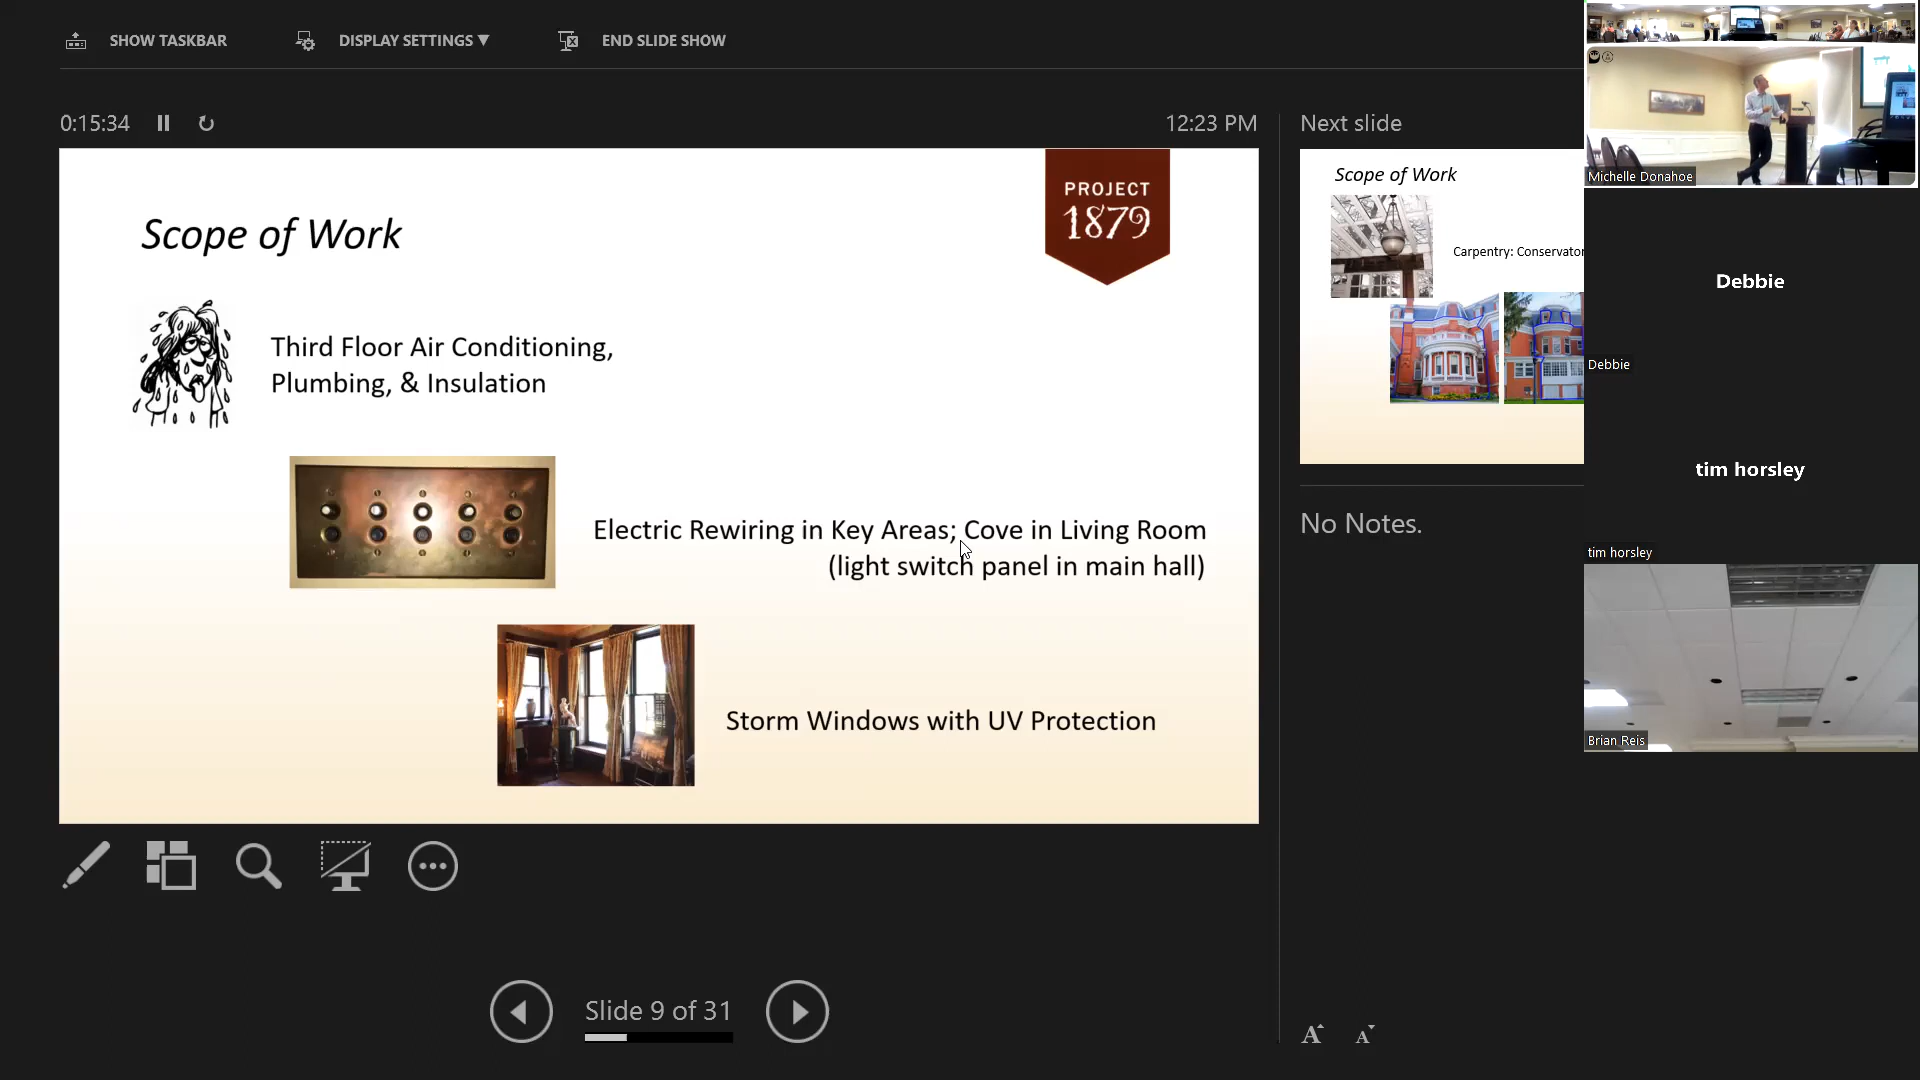 SHOW TASKBAR
DISPLAY SETTINGS ▼
END SLIDE SHOW
0:15:34
12:23 PM
Next slide
PROJECT
1879
Scope of Work
Third Floor Air Conditioning,
Plumbing, & Insulation
Electric Rewiring in Key Areas; Cove in Living Room
(light switch panel in main hall)
Storm Windows with UV Protection
Slide 9 of 31
Scope of Work
Carpentry: Conservator
No Notes.
A A
Michelle Donahoe
Debbie
Debbie
tim horsley
tim horsley
Brian Reis